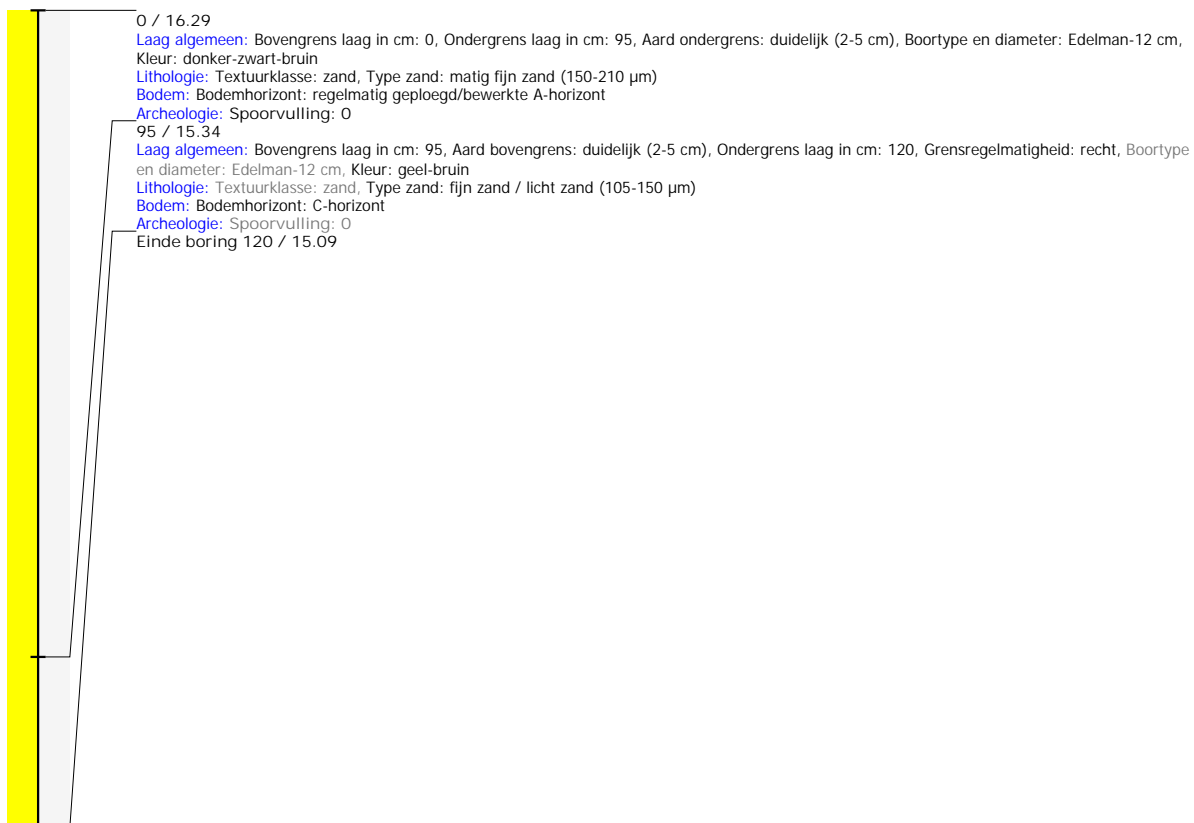 0 / 16.29
Laag algemeen: Bovengrens laag in cm: 0, Ondergrens laag in cm: 95, Aard ondergrens: duidelijk (2-5 cm), Boortype en diameter: Edelman-12 cm,
Kleur: donker-zwart-bruin
Lithologie: Textuurklasse: zand, Type zand: matig fijn zand (150-210 µm)
Bodem: Bodemhorizont: regelmatig geploegd/bewerkte A-horizont
Archeologie: Spoorvulling: 0
95 / 15.34
Laag algemeen: Bovengrens laag in cm: 95, Aard bovengrens: duidelijk (2-5 cm), Ondergrens laag in cm: 120, Grensregelmatigheid: recht, Boortype
en diameter: Edelman-12 cm, Kleur: geel-bruin
Lithologie: Textuurklasse: zand, Type zand: fijn zand / licht zand (105-150 µm)
Bodem: Bodemhorizont: C-horizont
Archeologie: Spoorvulling: 0
Einde boring 120 / 15.09